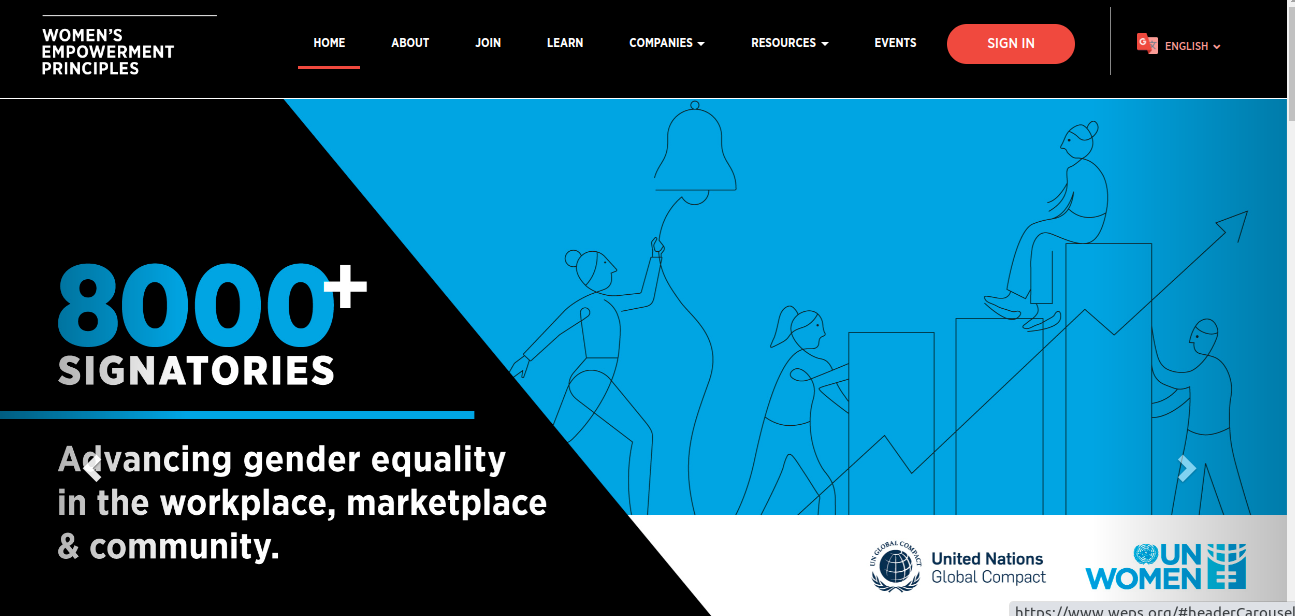 WOMEN'S
EMPOWERMENT
PRINCIPLES
HOME
ABOUT
JOIN
LEARN
COMPANIES
RESOURCES
EVENTS
SIGN IN
G
ENGLISH
8000+
SIGNATORIES
Advancing gender equality
in the workplace, marketplace
& community.
UN GLOBAL COMPACT
United Nations
Global Compact
UN
WOMEN
https://www.weps.org/#headerCarousel